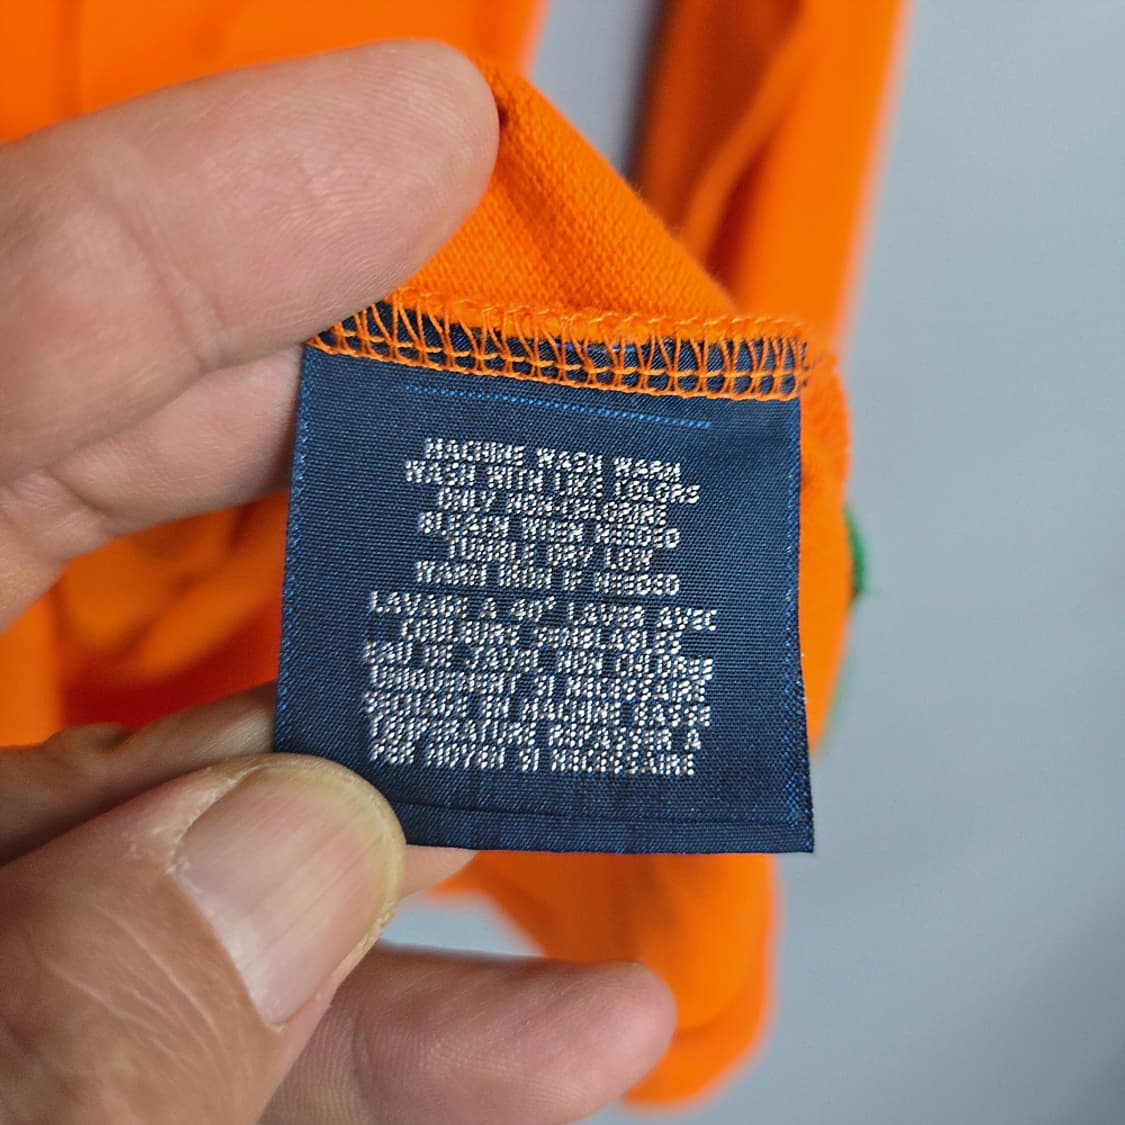 MACHINE WASH WARM
WASH WITH LIKE COLORS
ONLY NON-CHLORINE
BLEACH WHEN NEEDED
TUMBLE DRY LOW
WARM IRON IF NEEDED
LAVAGE A 40° LAVER AVEC
COULEURS SEMBLABLES
EAU DE JAVEL NON CHLOREE
UNIQUEMENT SI NECESSAIRE
SECHAGE EN MACHINE BASSE
TEMPERATURE REPASSER A
FER MOYEN SI NECESSAIRE